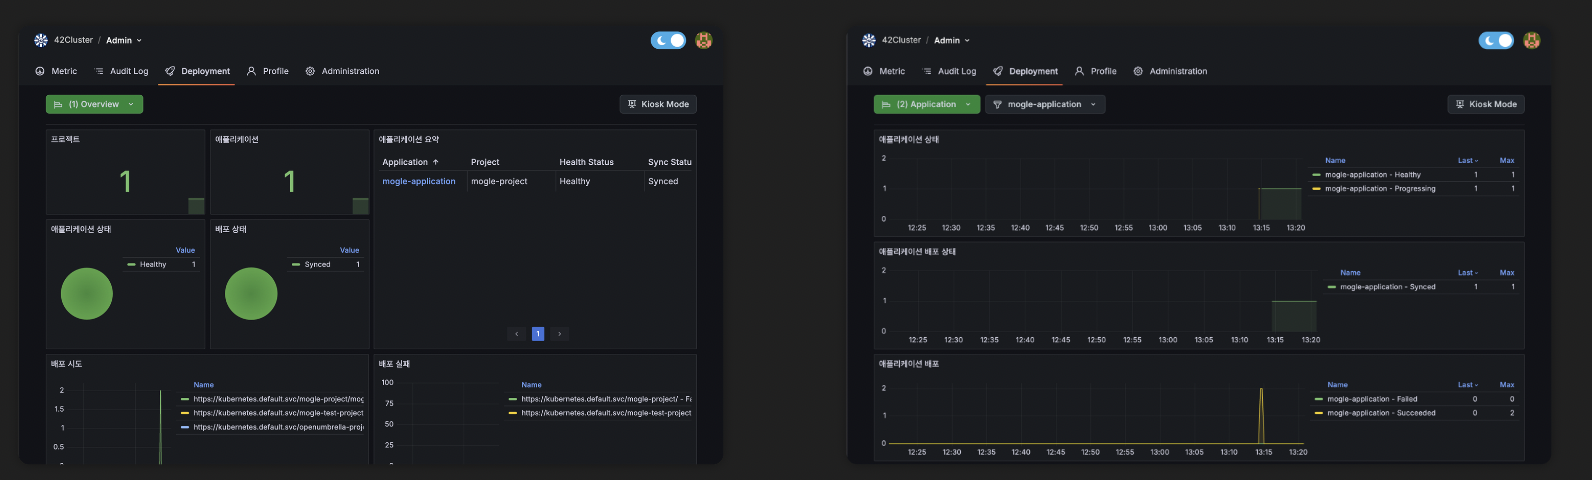 42Cluster / Admin
Metric Audit Log Deployment Profile Administration
(1) Overview Kiosk Mode
프로젝트
1
애플리케이션
1
애플리케이션 요약
Application ↑ Project Health Status Sync Statu
mogle-application mogle-project Healthy Synced
‹ 1 ›
애플리케이션 상태
Value
Healthy 1
배포 상태
Value
Synced 1
배포 시도
2
1.5
1
0.5
Name
https://kubernetes.default.svc/mogle-project/mog
https://kubernetes.default.svc/mogle-test-project
https://kubernetes.default.svc/openumbrella-proj
배포 실패
100
75
50
25
Name
https://kubernetes.default.svc/mogle-project/ - Fa
https://kubernetes.default.svc/mogle-test-project
42Cluster / Admin
Metric Audit Log Deployment Profile Administration
(2) Application mogle-application Kiosk Mode
애플리케이션 상태
2
1
0
12:25 12:30 12:35 12:40 12:45 12:50 12:55 13:00 13:05 13:10 13:15 13:20
Name Last Max
mogle-application - Healthy 1 1
mogle-application - Progressing 1 1
애플리케이션 배포 상태
2
1
0
12:25 12:30 12:35 12:40 12:45 12:50 12:55 13:00 13:05 13:10 13:15 13:20
Name Last Max
mogle-application - Synced 1 1
애플리케이션 배포
2
1
0
12:25 12:30 12:35 12:40 12:45 12:50 12:55 13:00 13:05 13:10 13:15 13:20
Name Last Max
mogle-application - Failed 0 0
mogle-application - Succeeded 0 2